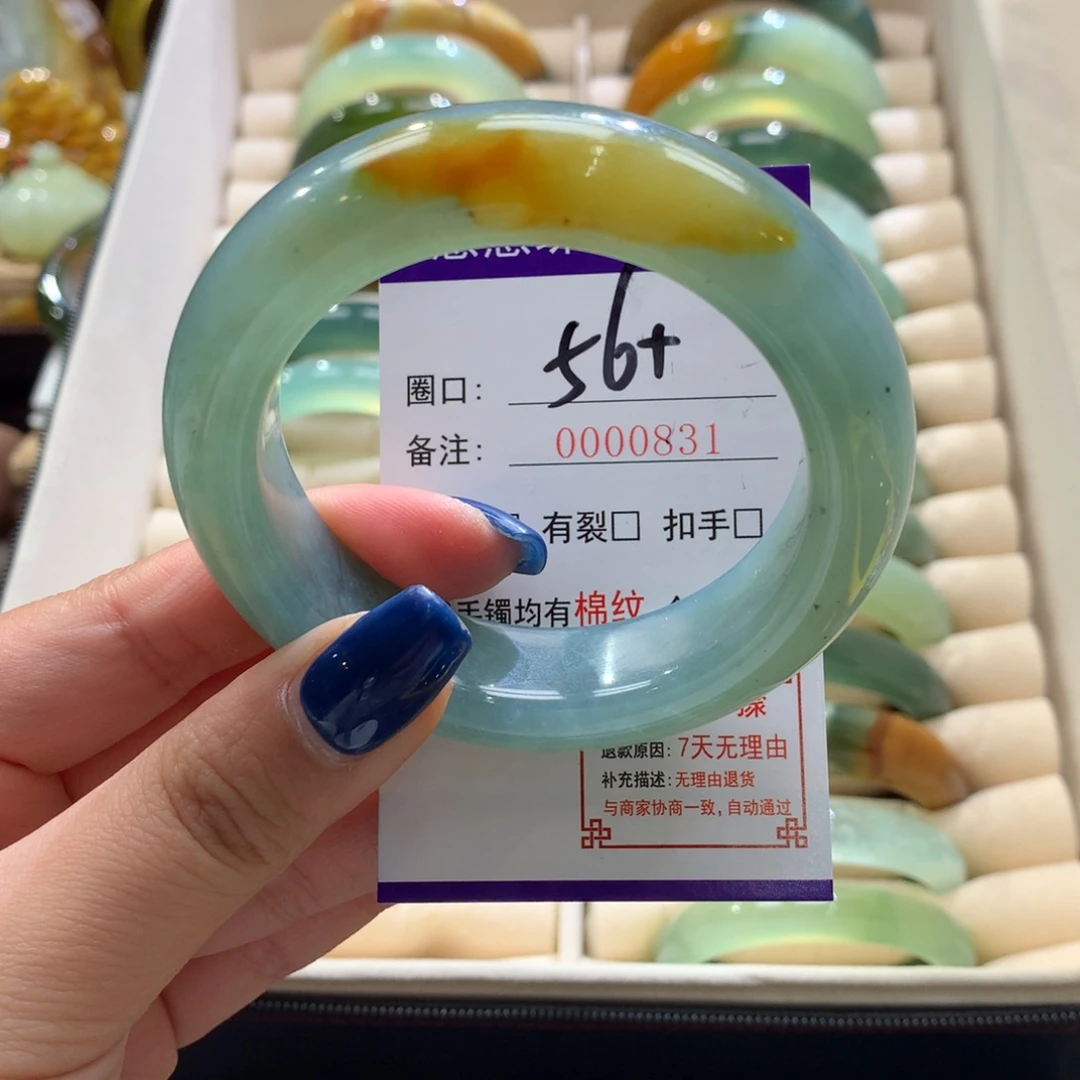 圈口: 56+
备注: 0000831
有裂□ 扣手□
手镯均有棉纹
退款原因: 7天无理由
补充描述: 无理由退货
与商家协商一致, 自动通过